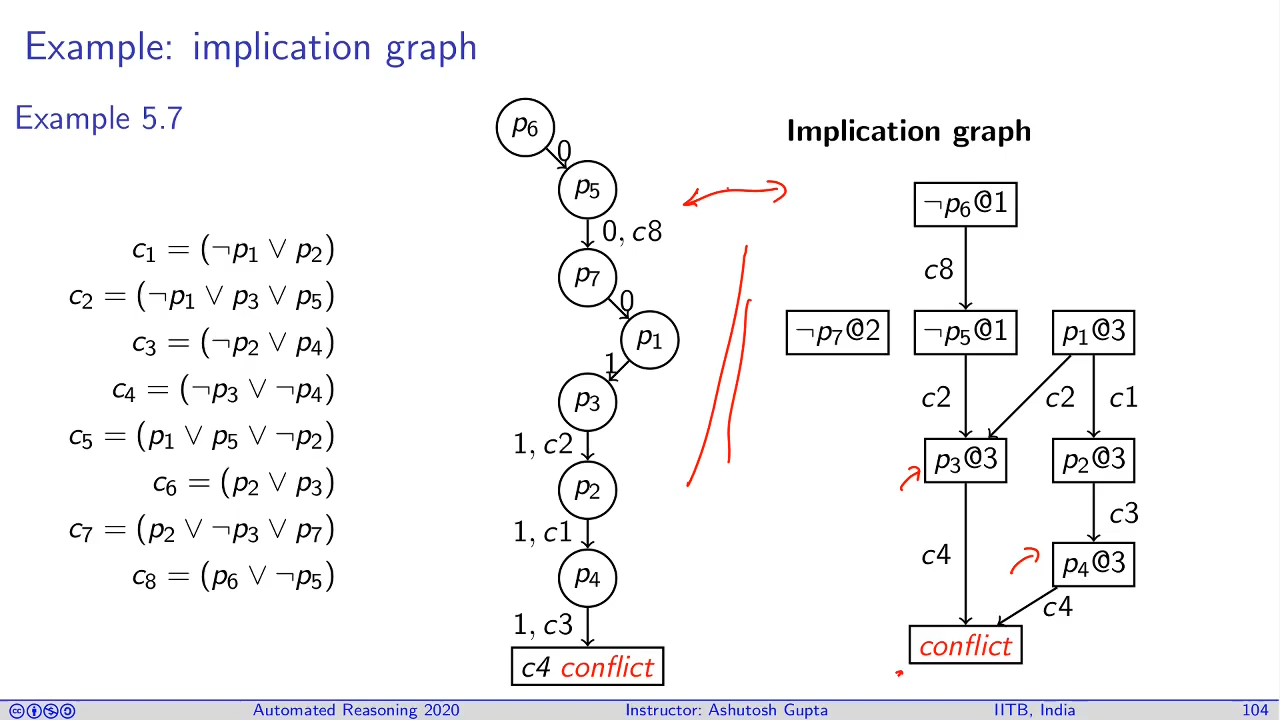 Example: implication graph
Example 5.7
c₁ = (¬p₁ ∨ p₂)
c₂ = (¬p₁ ∨ p₃ ∨ p₅)
c₃ = (¬p₂ ∨ p₄)
c₄ = (¬p₃ ∨ ¬p₄)
c₅ = (p₁ ∨ p₅ ∨ ¬p₂)
c₆ = (p₂ ∨ p₃)
c₇ = (p₂ ∨ ¬p₃ ∨ p₇)
c₈ = (p₆ ∨ ¬p₅)
p₆
0
p₅
0, c8
p₇
0
p₁
1
p₃
1, c2
p₂
1, c1
p₄
1, c3
c4 conflict
Implication graph
¬p₆@1
c8
¬p₇@2 ¬p₅@1 p₁@3
c2 c2 c1
p₃@3 p₂@3
c3
c4 p₄@3
c4
conflict
Automated Reasoning 2020 Instructor: Ashutosh Gupta IITB, India 104